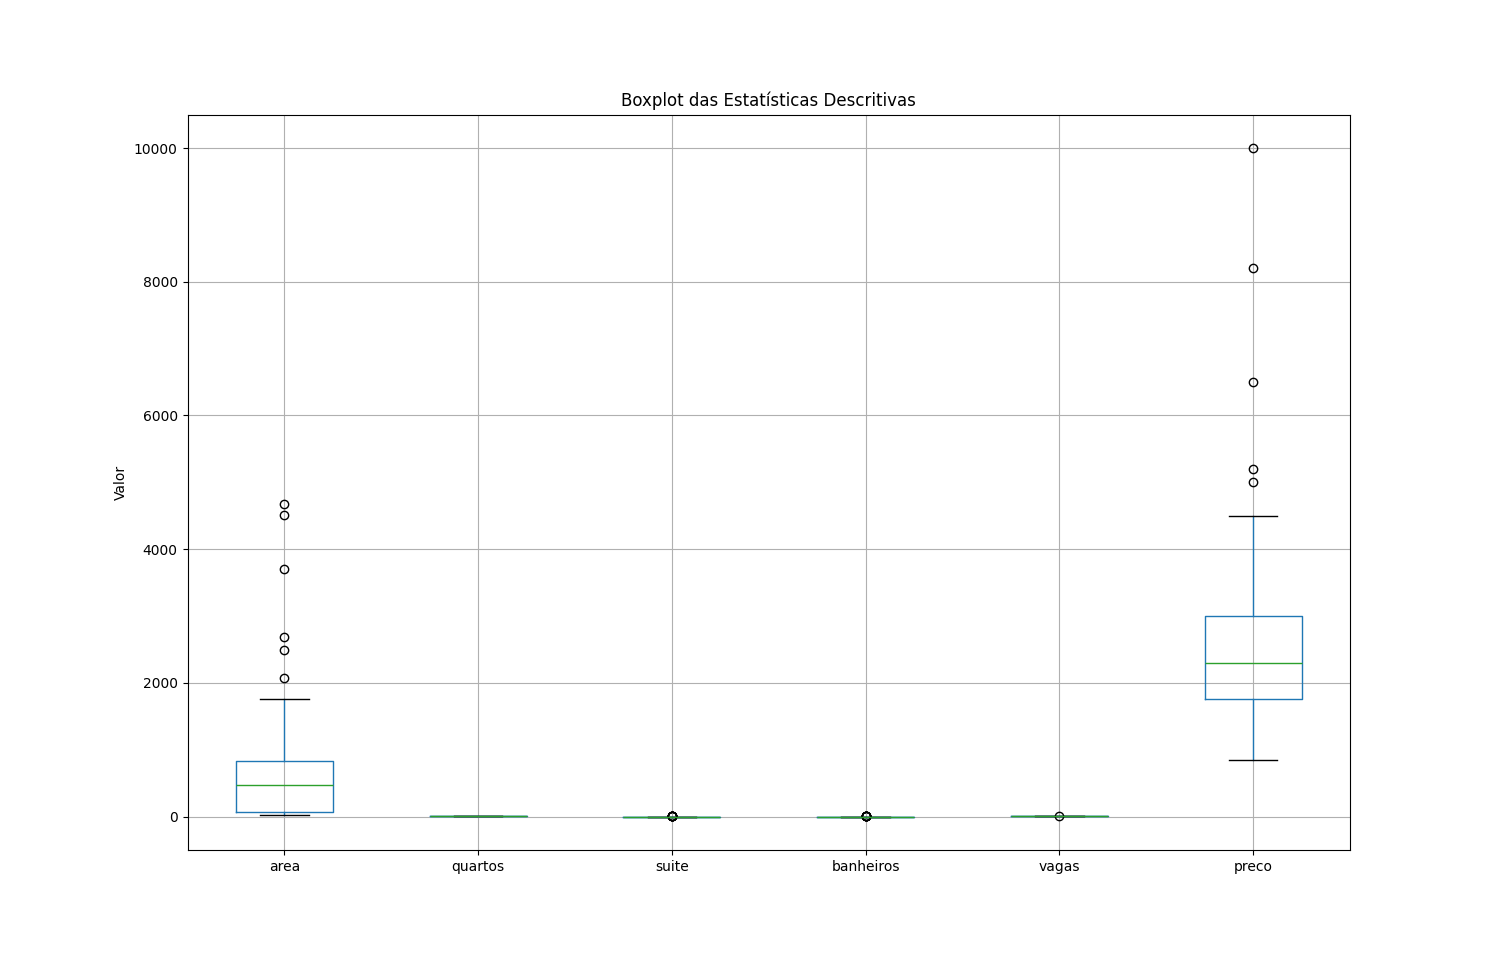 Boxplot das Estatísticas Descritivas
10000
8000
6000
4000
2000
0
Valor
area quartos suite banheiros vagas preco